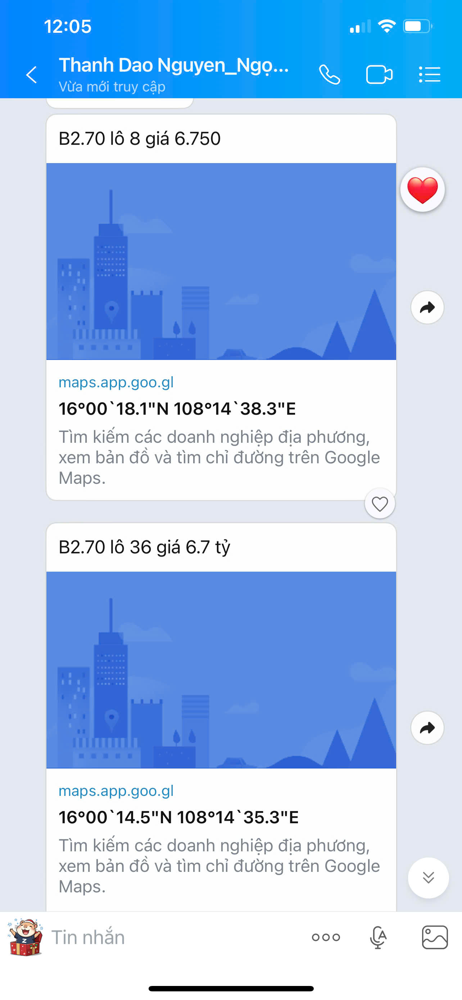 12:05
Thanh Dao Nguyen_Ngọ...
Vừa mới truy cập
B2.70 lô 8 giá 6.750
maps.app.goo.gl
16°00`18.1"N 108°14`38.3"E
Tìm kiếm các doanh nghiệp địa phương,
xem bản đồ và tìm chỉ đường trên Google
Maps.
B2.70 lô 36 giá 6.7 tỷ
maps.app.goo.gl
16°00`14.5"N 108°14`35.3"E
Tìm kiếm các doanh nghiệp địa phương,
xem bản đồ và tìm chỉ đường trên Google
Maps.
Z
Tin nhắn
A